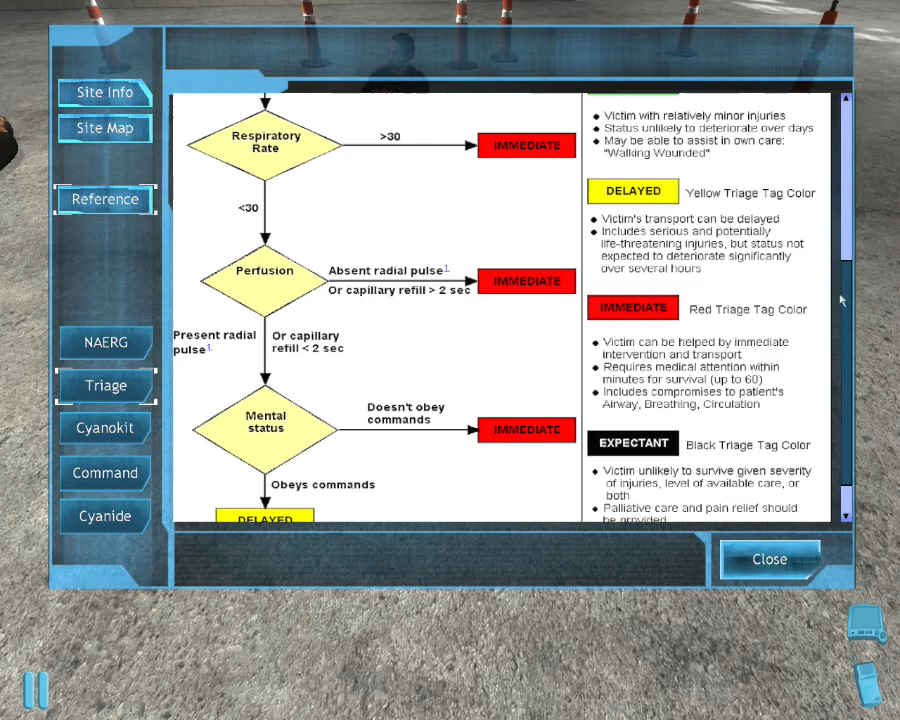 Site Info
Site Map
Reference
NAERG
Triage
Cyanokit
Command
Cyanide
Respiratory
Rate
>30
IMMEDIATE
<30
Perfusion
Absent radial pulse1
Or capillary refill > 2 sec
IMMEDIATE
Present radial
pulse1
Or capillary
refill < 2 sec
Mental
status
Doesn't obey
commands
IMMEDIATE
Obeys commands
DELAYED
Victim with relatively minor injuries
Status unlikely to deteriorate over days
May be able to assist in own care:
"Walking Wounded"
DELAYED Yellow Triage Tag Color
Victim's transport can be delayed
Includes serious and potentially
life-threatening injuries, but status not
expected to deteriorate significantly
over several hours
IMMEDIATE Red Triage Tag Color
Victim can be helped by immediate
intervention and transport
Requires medical attention within
minutes for survival (up to 60)
Includes compromises to patient's
Airway, Breathing, Circulation
EXPECTANT Black Triage Tag Color
Victim unlikely to survive given severity
of injuries, level of available care, or
both
Palliative care and pain relief should
be provided
Close